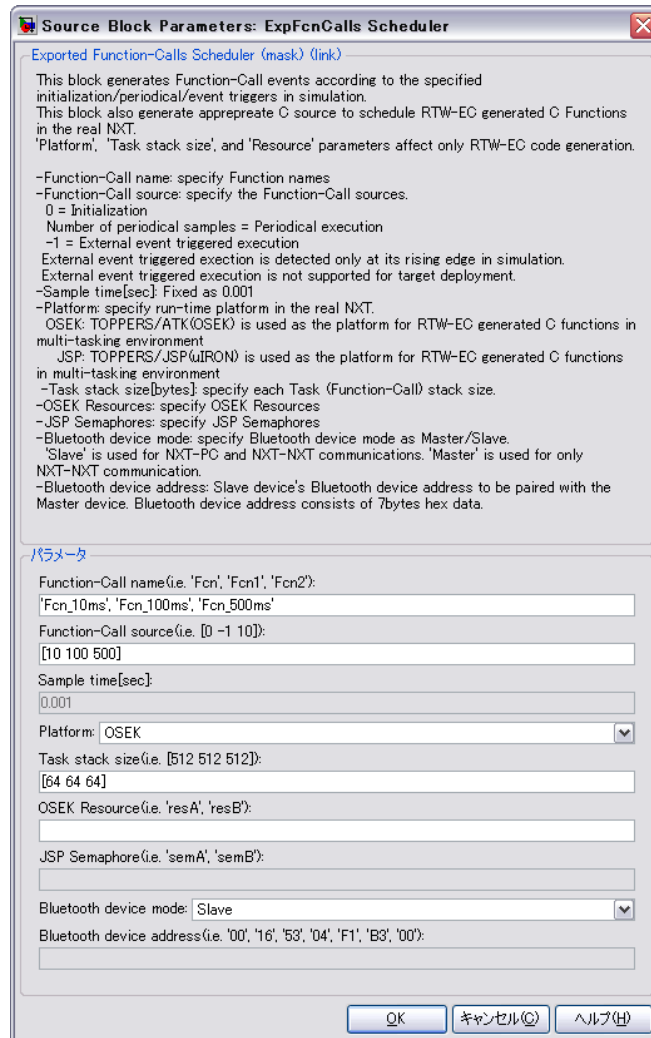 Source Block Parameters: ExpFcnCalls Scheduler
Exported Function-Calls Scheduler (mask) (link)
This block generates Function-Call events according to the specified
initialization/periodical/event triggers in simulation.
This block also generate apprepreate C source to schedule RTW-EC generated C Functions
in the real NXT.
'Platform', 'Task stack size', and 'Resource' parameters affect only RTW-EC code generation.
-Function-Call name: specify Function names
-Function-Call source: specify the Function-Call sources.
0 = Initialization
Number of periodical samples = Periodical execution
-1 = External event triggered execution
External event triggered exection is detected only at its rising edge in simulation.
External event triggered execution is not supported for target deployment.
-Sample time[sec]: Fixed as 0.001
-Platform: specify run-time platform in the real NXT.
OSEK: TOPPERS/ATK(OSEK) is used as the platform for RTW-EC generated C functions in
multi-tasking environment
JSP: TOPPERS/JSP(uIRON) is used as the platform for RTW-EC generated C functions
in multi-tasking environment
-Task stack size[bytes]: specify each Task (Function-Call) stack size.
-OSEK Resources: specify OSEK Resources
-JSP Semaphores: specify JSP Semaphores
-Bluetooth device mode: specify Bluetooth device mode as Master/Slave.
'Slave' is used for NXT-PC and NXT-NXT communications. 'Master' is used for only
NXT-NXT communication.
-Bluetooth device address: Slave device's Bluetooth device address to be paired with the
Master device. Bluetooth device address consists of 7bytes hex data.
パラメータ
Function-Call name(i.e. 'Fcn', 'Fcn1', 'Fcn2'):
'Fcn_10ms', 'Fcn_100ms', 'Fcn_500ms'
Function-Call source(i.e. [0 -1 10]):
[10 100 500]
Sample time[sec]:
0.001
Platform: OSEK
Task stack size(i.e. [512 512 512]):
[64 64 64]
OSEK Resource(i.e. 'resA', 'resB'):
JSP Semaphore(i.e. 'semA', 'semB'):
Bluetooth device mode: Slave
Bluetooth device address(i.e. '00', '16', '53', '04', 'F1', 'B3', '00'):
OK キャンセル(C) ヘルプ(H)